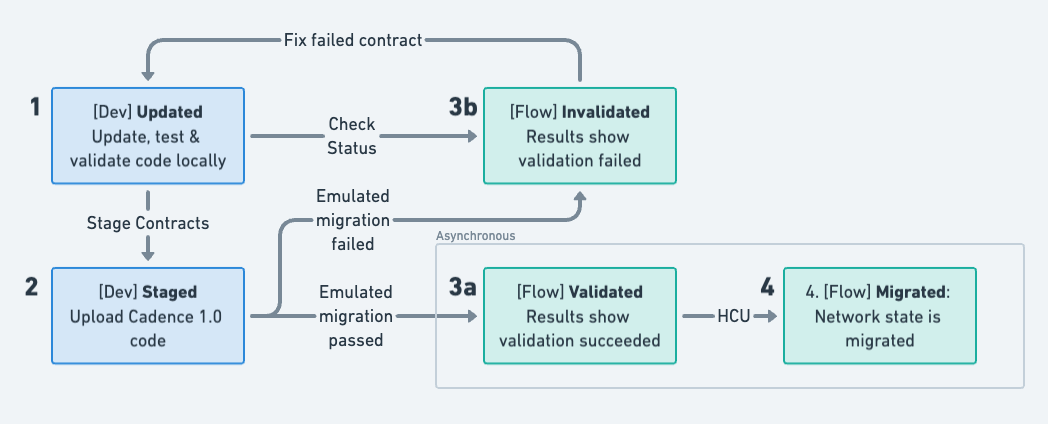 Fix failed contract
1
[Dev] Updated
Update, test &
validate code locally
Check
Status
3b
[Flow] Invalidated
Results show
validation failed
Stage Contracts
Emulated
migration
failed
Asynchronous
2
[Dev] Staged
Upload Cadence 1.0
code
Emulated
migration
passed
3a
[Flow] Validated
Results show
validation succeeded
HCU
4
4. [Flow] Migrated:
Network state is
migrated